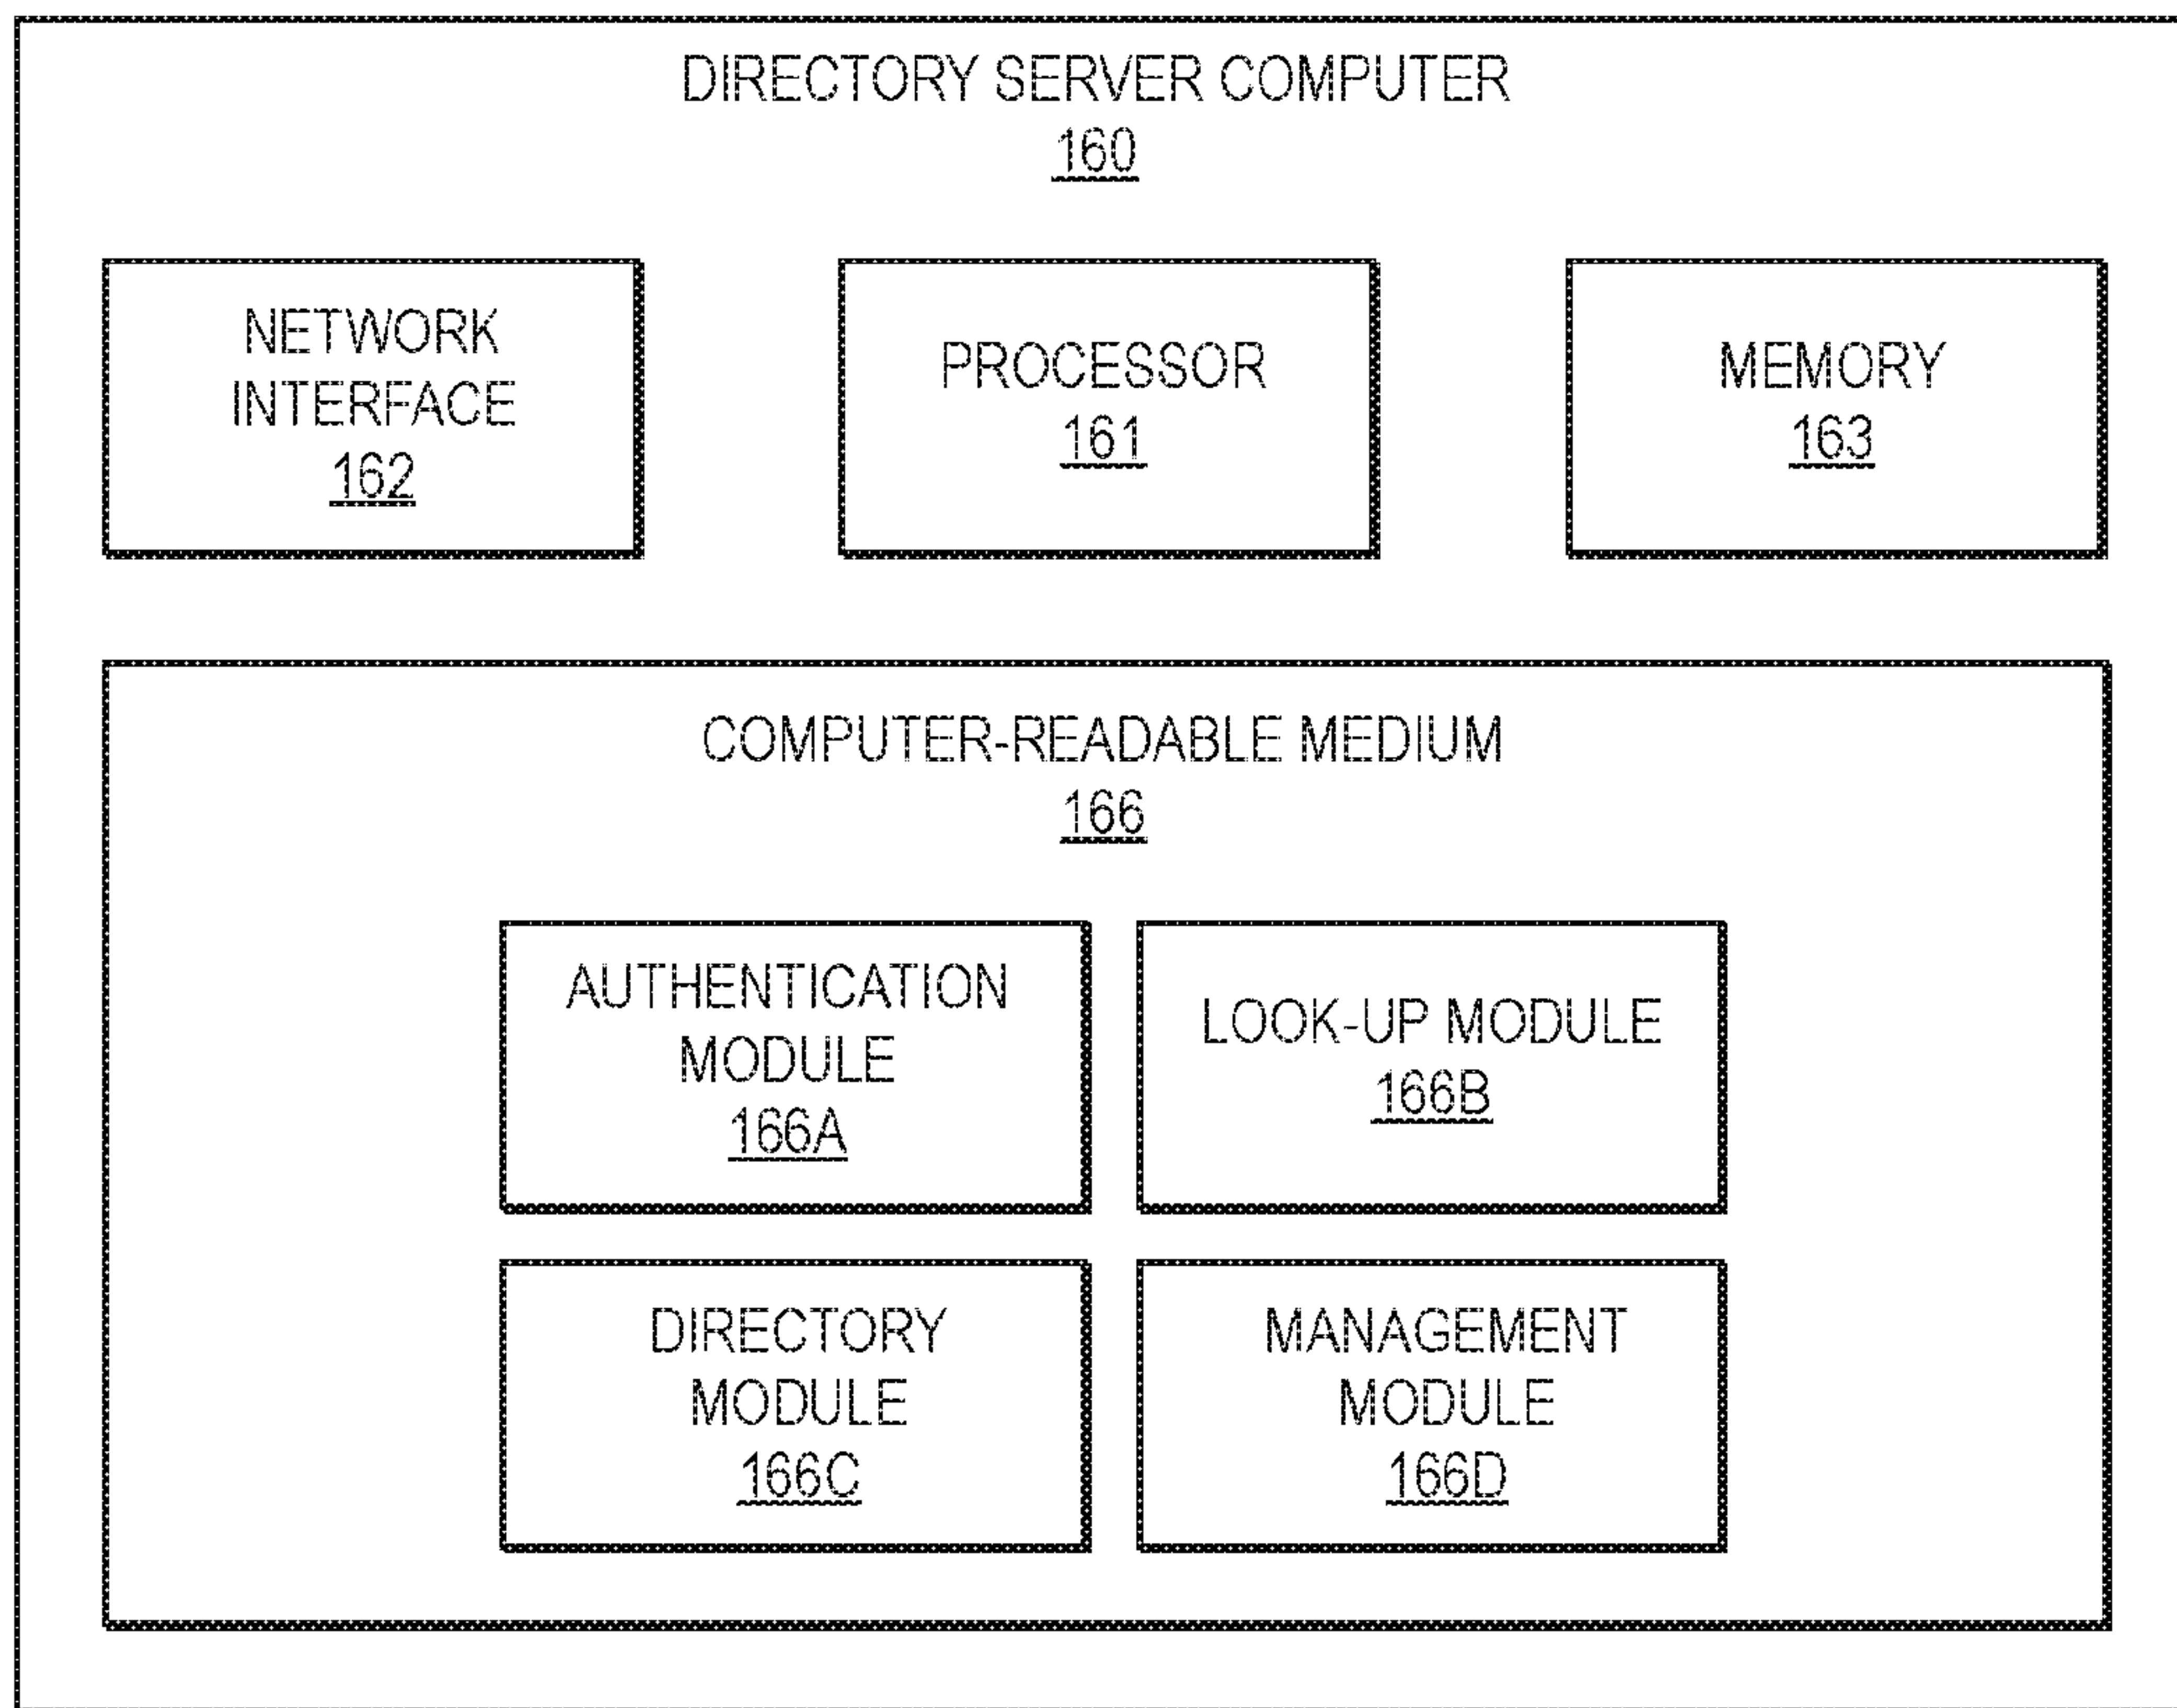 DIRECTORY SERVER COMPUTER
160
NETWORK
INTERFACE
162
PROCESSOR
161
MEMORY
163
COMPUTER-READABLE MEDIUM
166
AUTHENTICATION
MODULE
166A
LOOK-UP MODULE
166B
DIRECTORY
MODULE
166C
MANAGEMENT
MODULE
166D